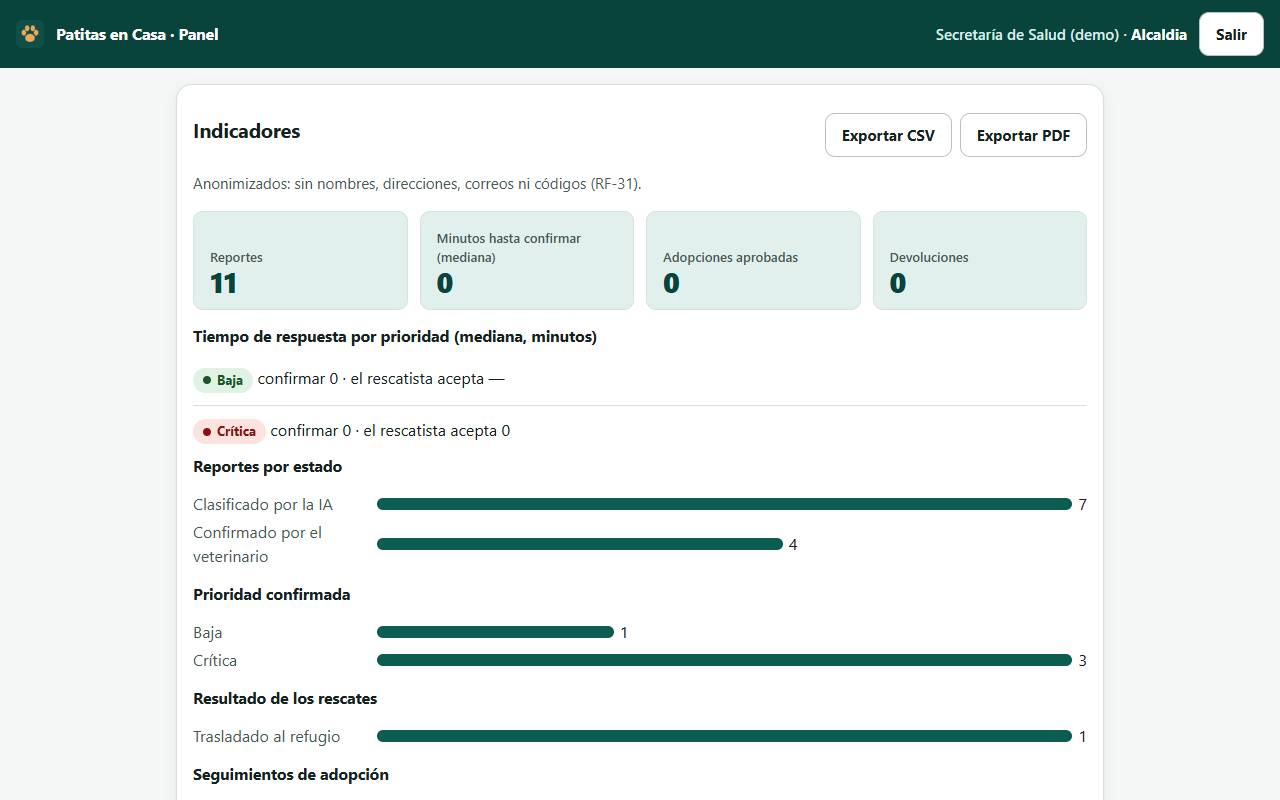 Patitas en Casa · Panel
Secretaría de Salud (demo) · Alcaldia
Salir
Indicadores
Exportar CSV
Exportar PDF
Anonimizados: sin nombres, direcciones, correos ni códigos (RF-31).
Reportes
11
Minutos hasta confirmar
(mediana)
0
Adopciones aprobadas
0
Devoluciones
0
Tiempo de respuesta por prioridad (mediana, minutos)
Baja confirmar 0 · el rescatista acepta —
Crítica confirmar 0 · el rescatista acepta 0
Reportes por estado
Clasificado por la IA 7
Confirmado por el
veterinario 4
Prioridad confirmada
Baja 1
Crítica 3
Resultado de los rescates
Trasladado al refugio 1
Seguimientos de adopción